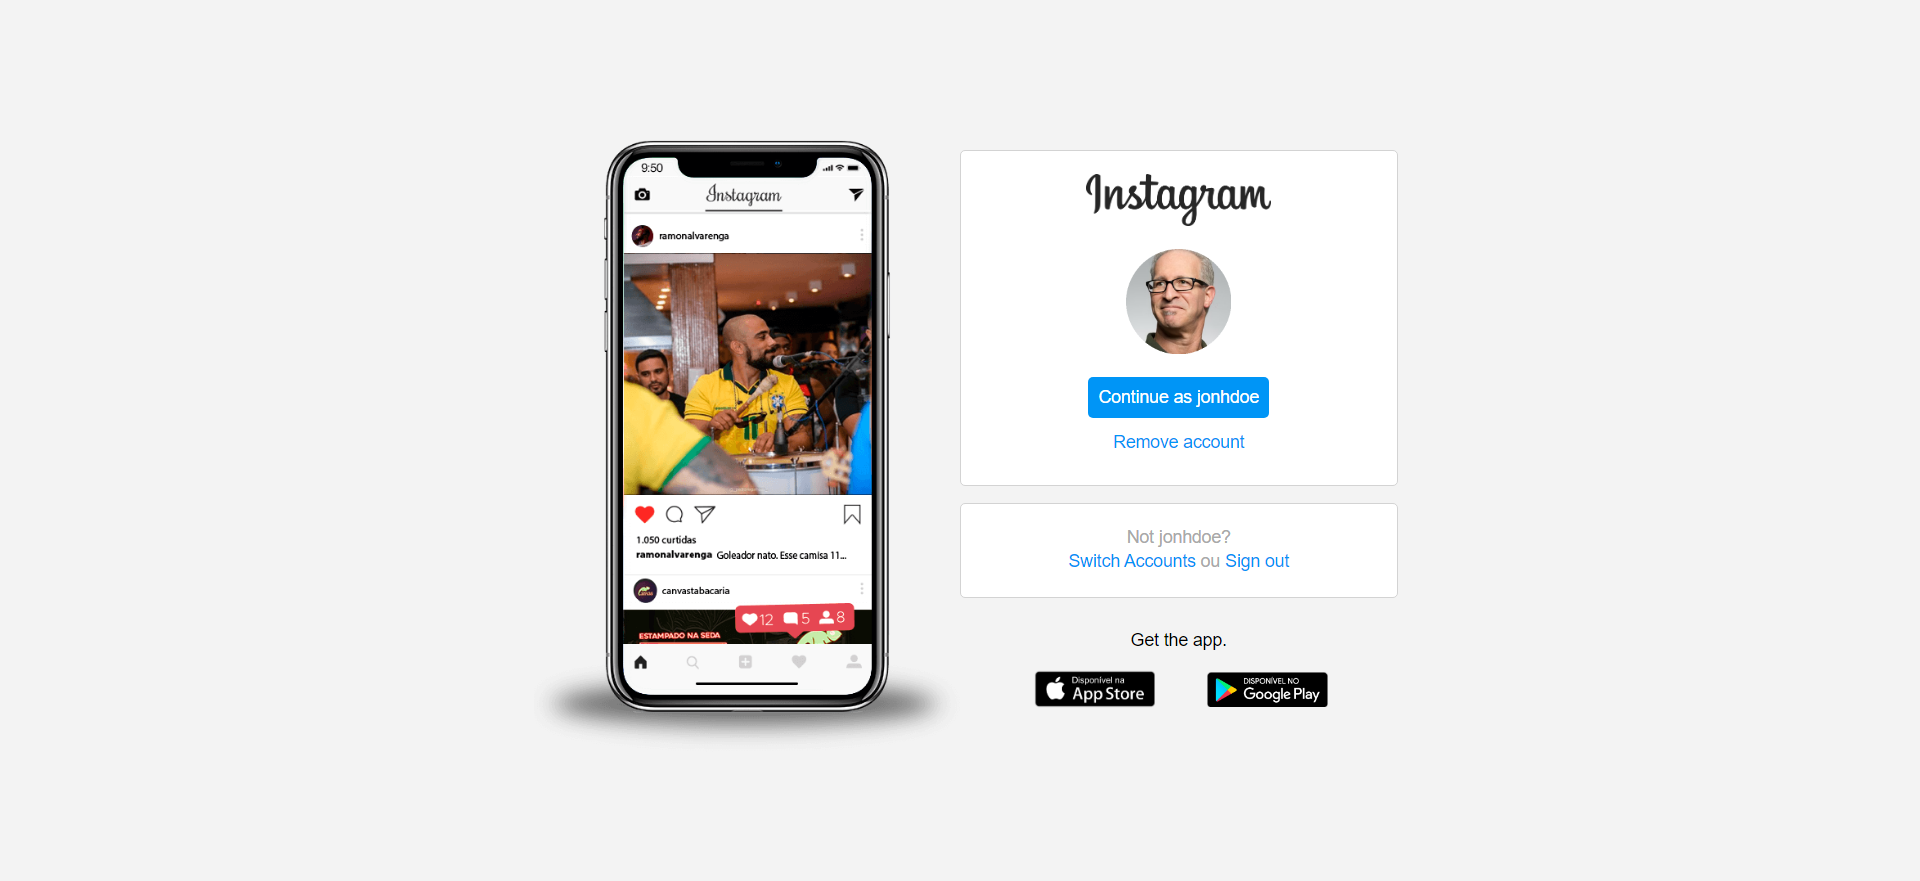 9:50
Instagram
ramonalvarenga
1.050 curtidas
ramonalvarenga Goleador nato. Esse camisa 11...
canvastabacaria
12 5 8
ESTAMPADO NA SEDA
Instagram
Continue as jonhdoe
Remove account
Not jonhdoe?
Switch Accounts ou Sign out
Get the app.
Disponível na
App Store
DISPONÍVEL NO
Google Play